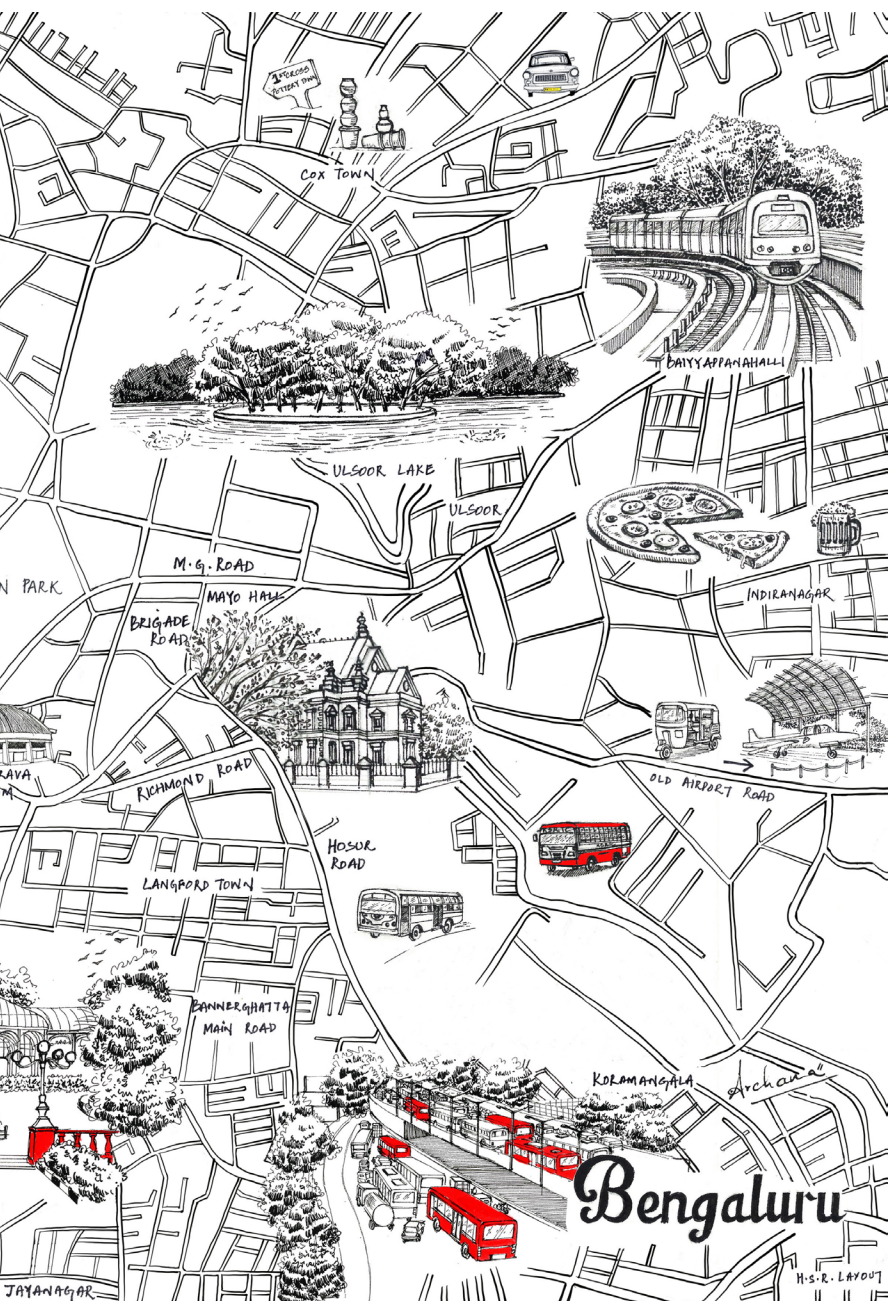 1ST CROSS
POTTERY TOWN
COX TOWN
BAIYYAPPANAHALLI
ULSOOR LAKE
ULSOOR
M.G. ROAD
N PARK
MAYO HALL
INDIRANAGAR
BRIGADE
ROAD
RAVA
M
RICHMOND ROAD
OLD AIRPORT ROAD
HOSUR
ROAD
LANGFORD TOWN
BANNERGHATTA
MAIN ROAD
KORAMANGALA
Archana
Bengaluru
H.S.R. LAYOUT
JAYANAGAR